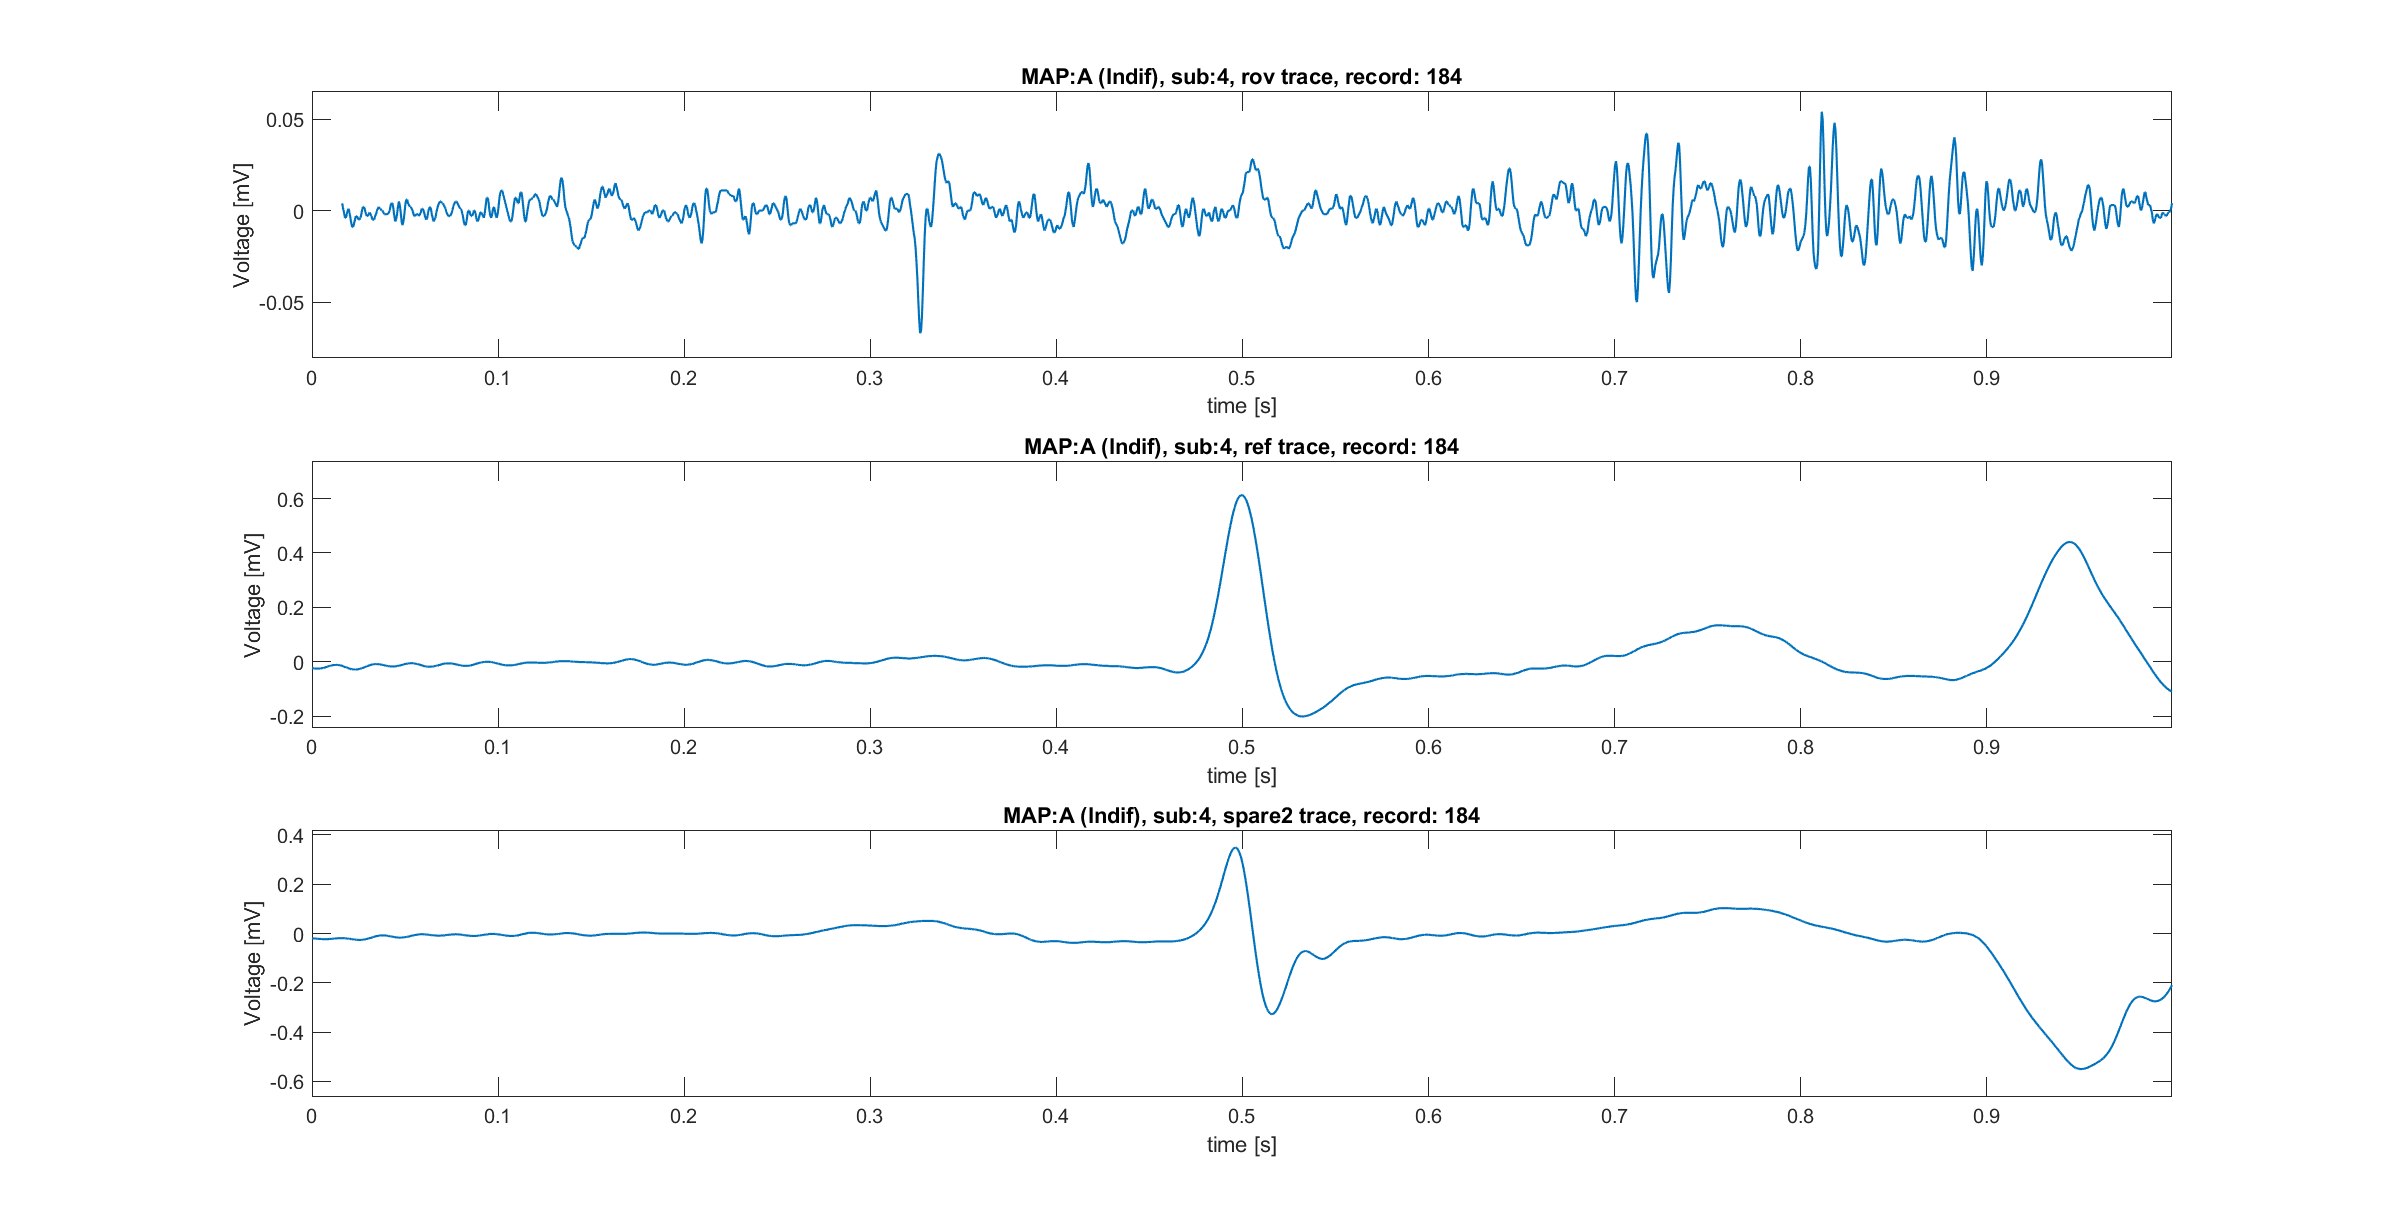 MAP:A (Indif), sub:4, rov trace, record: 184
Voltage [mV]
0.05
0
-0.05
0 0.1 0.2 0.3 0.4 0.5 0.6 0.7 0.8 0.9
time [s]
MAP:A (Indif), sub:4, ref trace, record: 184
Voltage [mV]
0.6
0.4
0.2
0
-0.2
0 0.1 0.2 0.3 0.4 0.5 0.6 0.7 0.8 0.9
time [s]
MAP:A (Indif), sub:4, spare2 trace, record: 184
Voltage [mV]
0.4
0.2
0
-0.2
-0.4
-0.6
0 0.1 0.2 0.3 0.4 0.5 0.6 0.7 0.8 0.9
time [s]